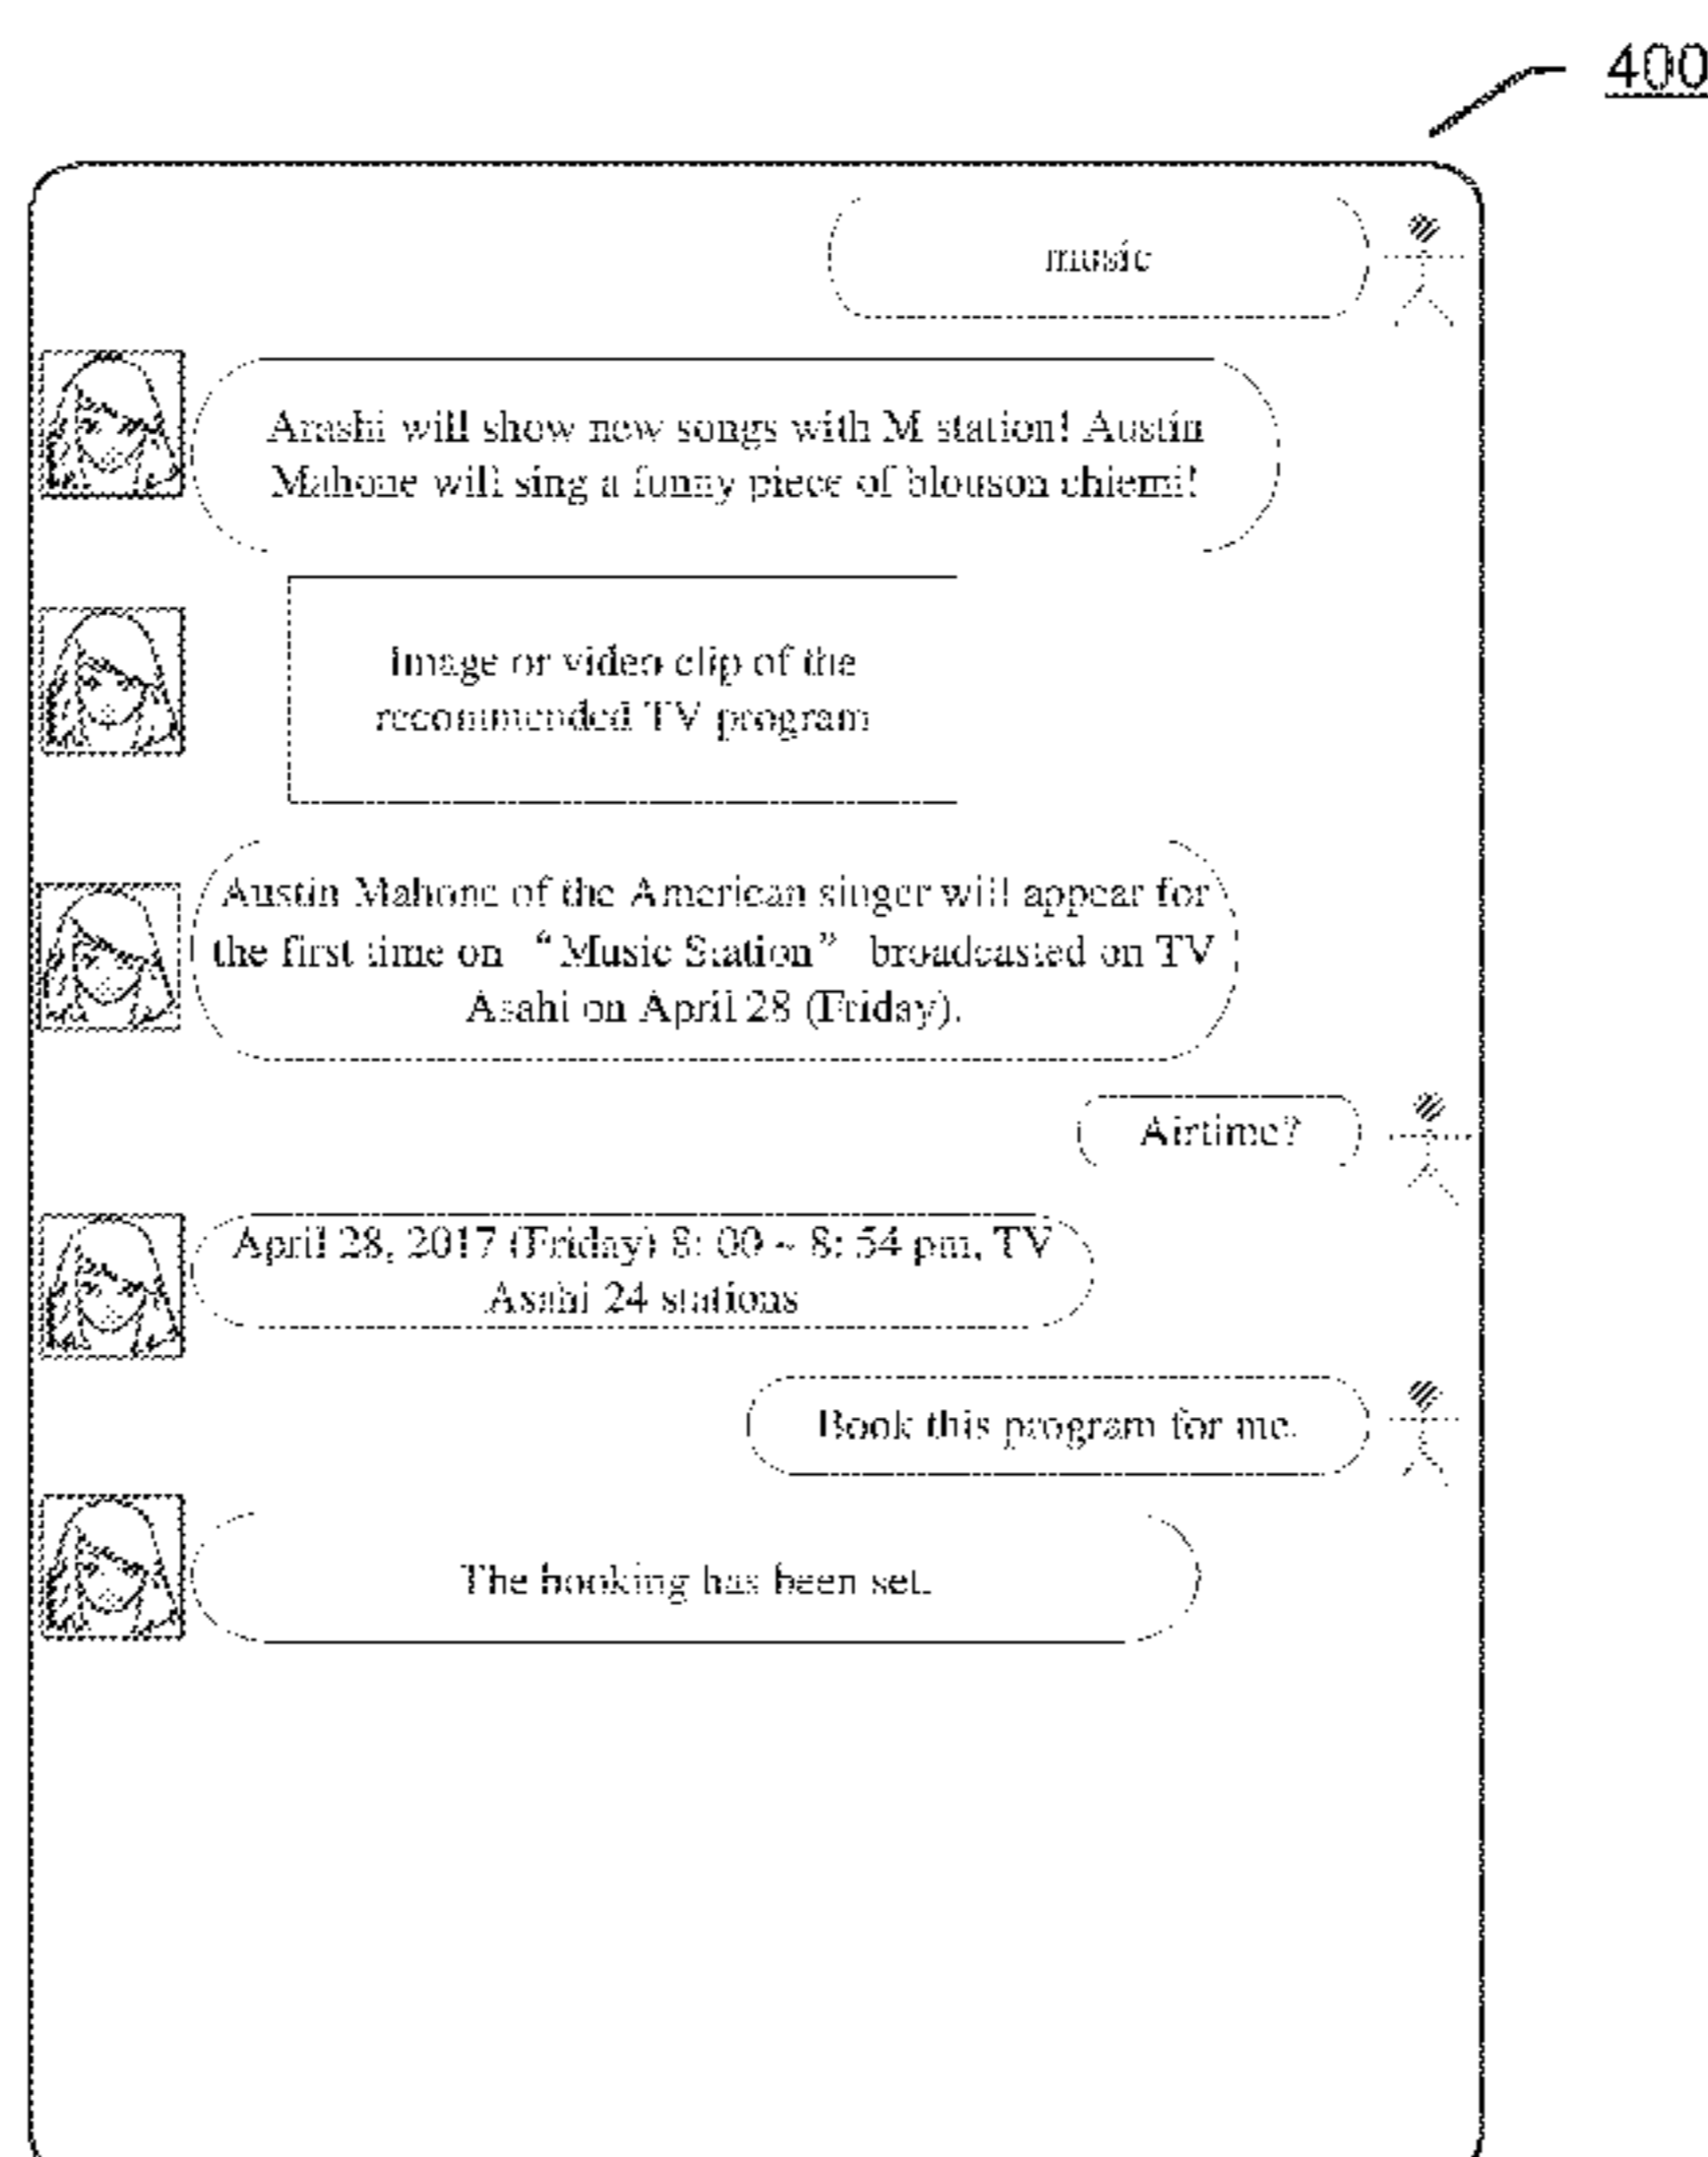 400
music
Arashi will show new songs with M station! Austin
Mahone will sing a funny piece of blouson chiemi!
Image or video clip of the
recommended TV program
Austin Mahone of the American singer will appear for
the first time on “Music Station” broadcasted on TV
Asahi on April 28 (Friday).
Airtime?
April 28, 2017 (Friday) 8: 00 ~ 8: 54 pm, TV
Asahi 24 stations
Book this program for me.
The booking has been set.